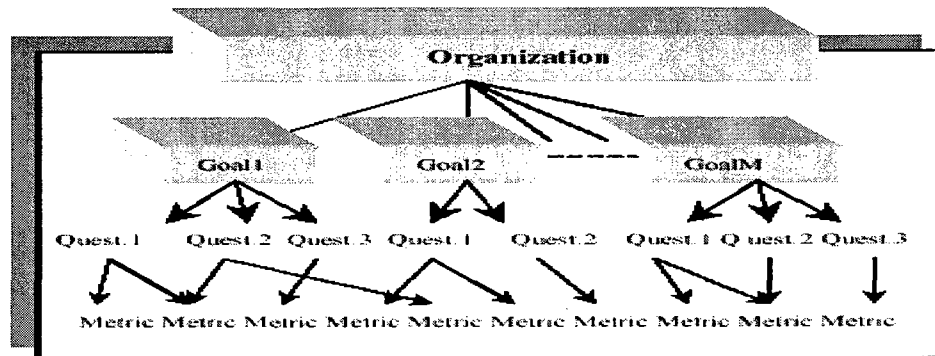 Organization
Goal1 Goal2 GoalM
Quest.1 Quest.2 Quest.3 Quest.1 Quest.2 Quest.1 Quest.2 Quest.3
Metric Metric Metric Metric Metric Metric Metric Metric Metric Metric